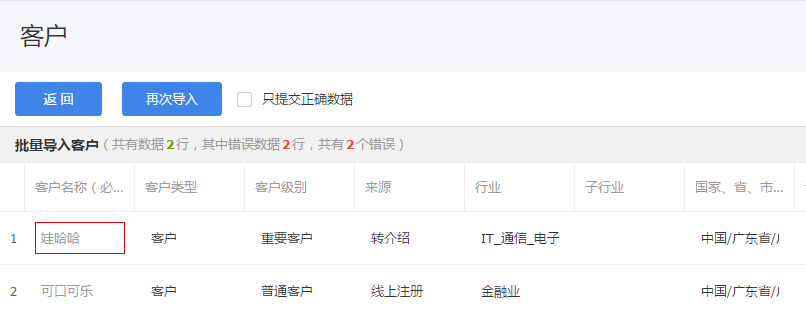 客户
返 回 再次导入 只提交正确数据
批量导入客户（共有数据2行，其中错误数据2行，共有2个错误）
客户名称（必... 客户类型 客户级别 来源 行业 子行业 国家、省、市...
1 娃哈哈 客户 重要客户 转介绍 IT_通信_电子 中国/广东省/
2 可口可乐 客户 普通客户 线上注册 金融业 中国/广东省/